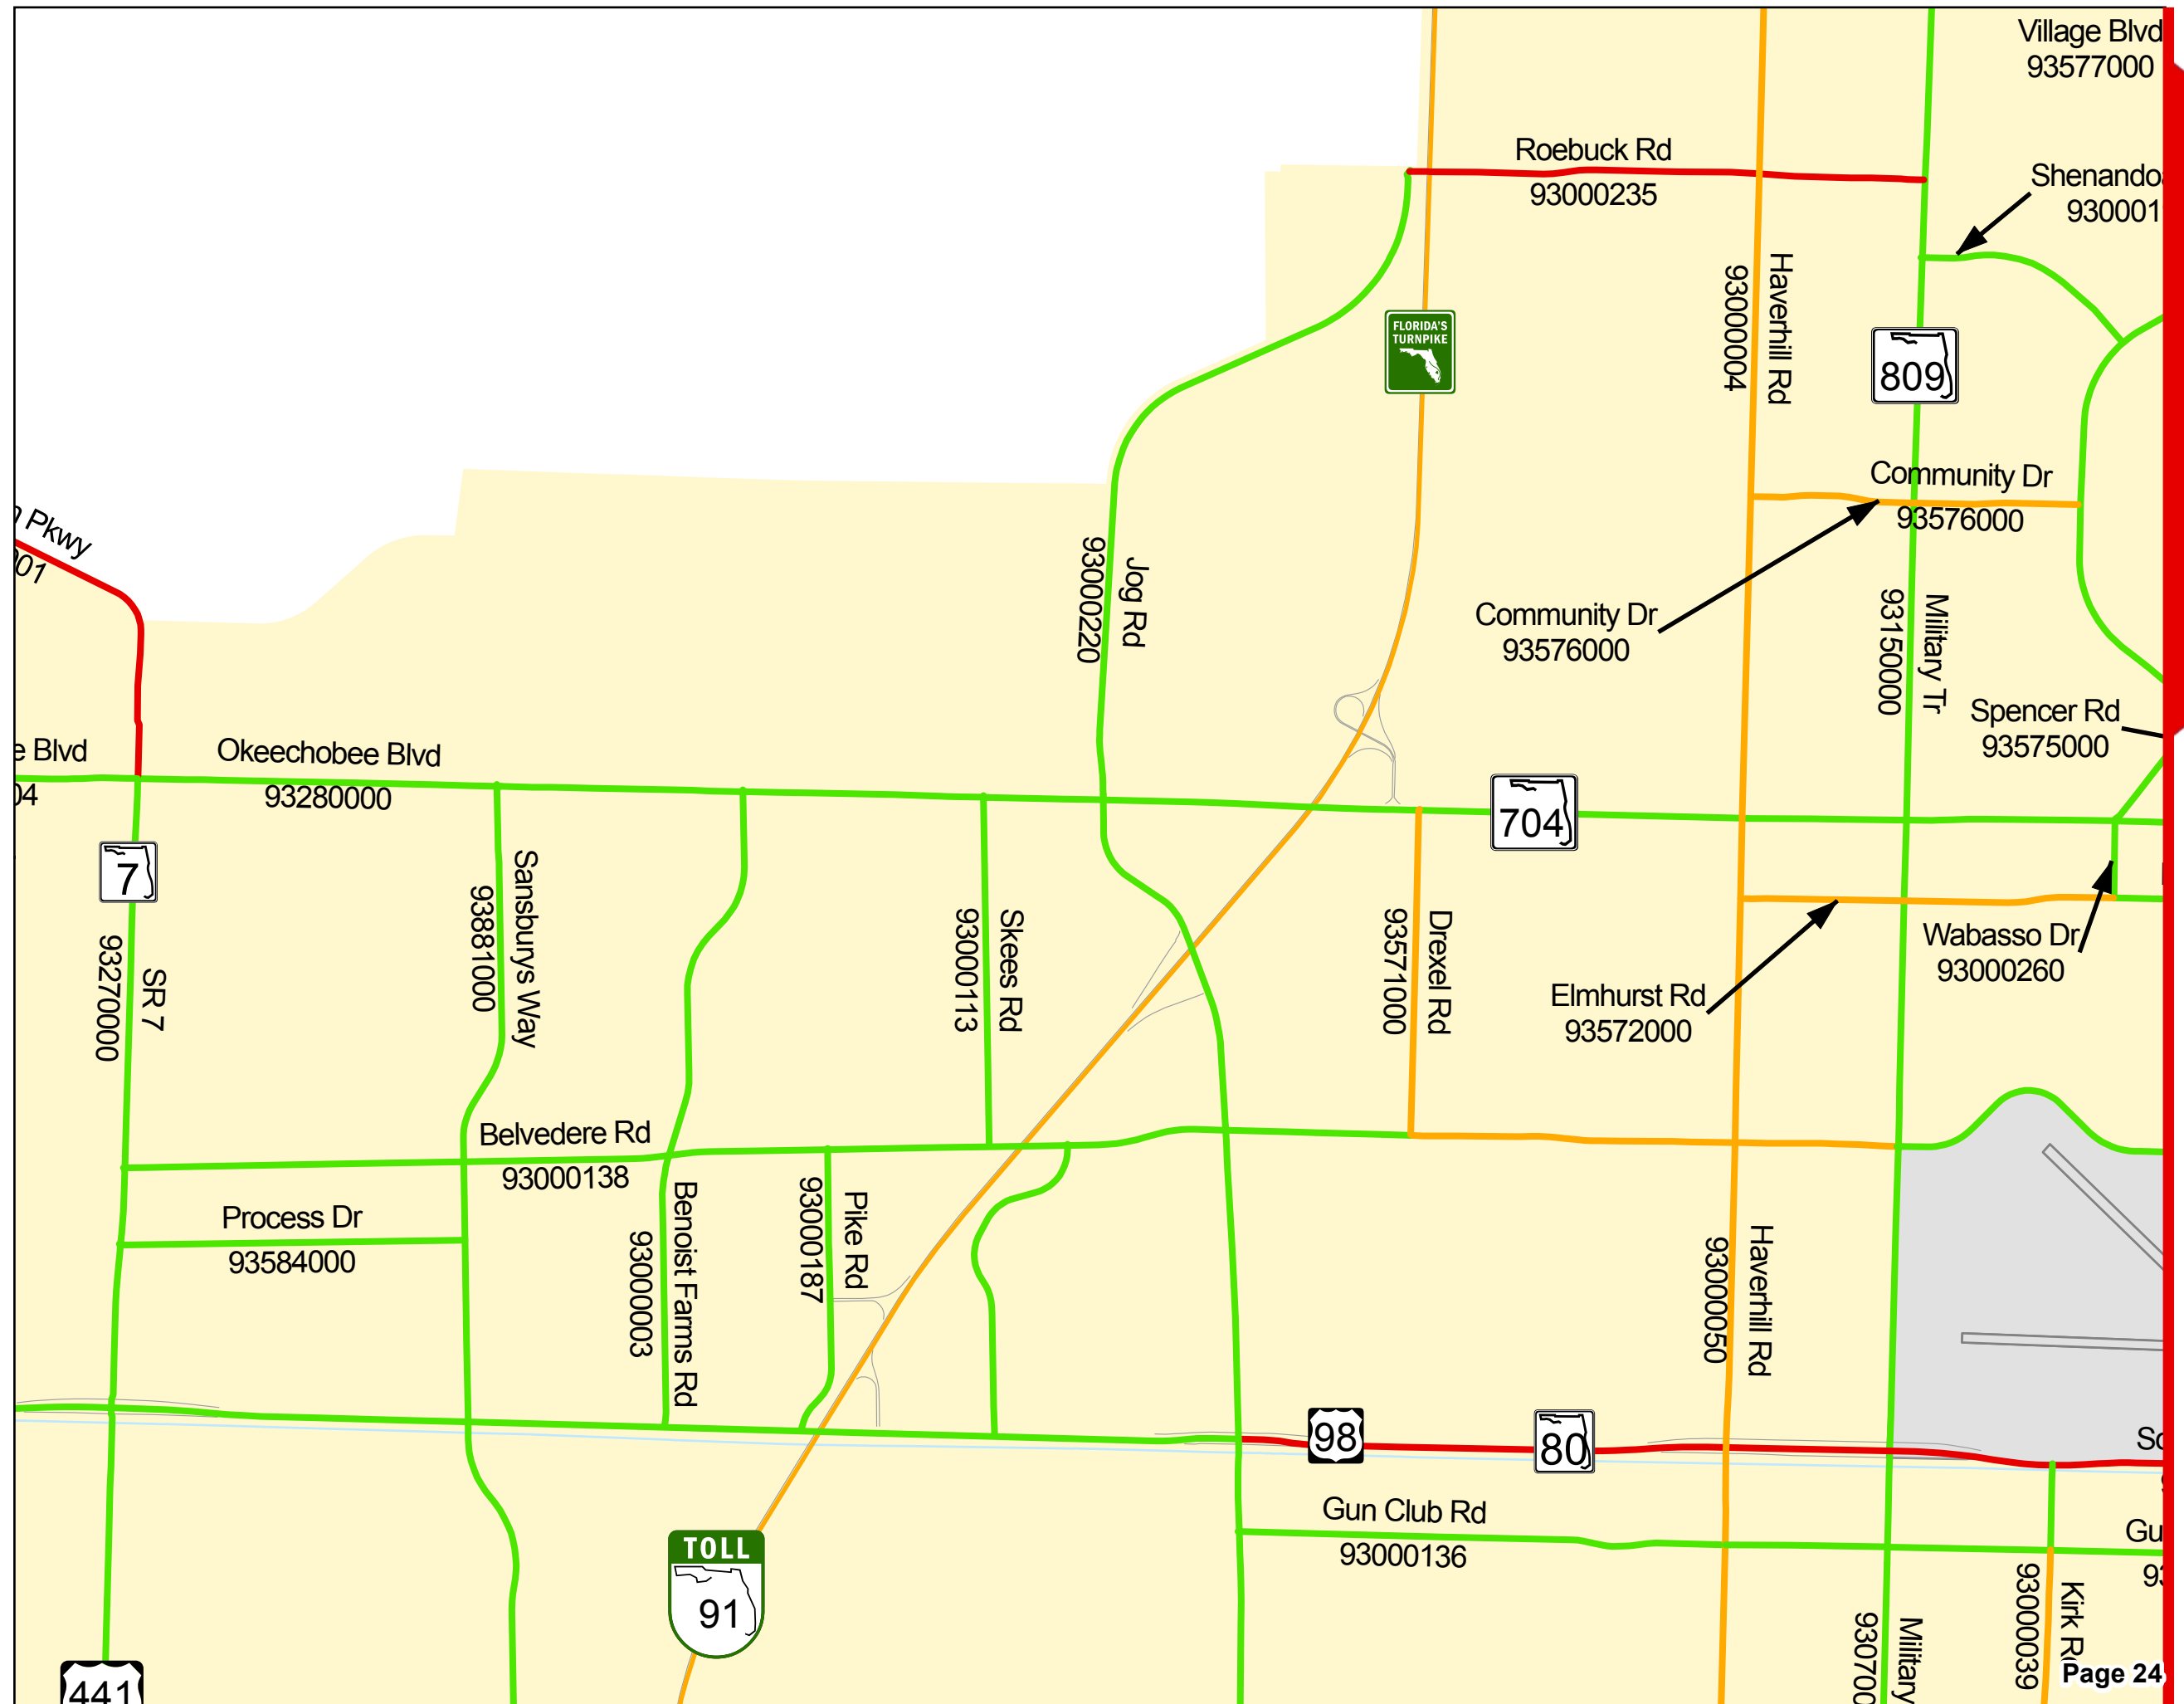 Village Blvd
93577000
Roebuck Rd
93000235
930001
FLORIDA'S
TURNPIKE
Haverhill Rd
93000004
809
Community Dr
93576000
Pkwy
01
Jog Rd
93000220
Community Dr
93576000
Military Tr
93150000
Spencer Rd
93575000
Blvd
04
Okeechobee Blvd
93280000
704
7
Sansburys Way
93881000
SR 7
93270000
Skees Rd
93000113
Drexel Rd
93571000
Wabasso Dr
93000260
Elmhurst Rd
93572000
Belvedere Rd
93000138
Process Dr
93584000
Benoist Farms Rd
93000003
Pike Rd
93000187
Haverhill Rd
93000050
98
80
Gun Club Rd
93000136
TOLL
91
Kirk Rd
93000039
Military
930700
441
Page 24